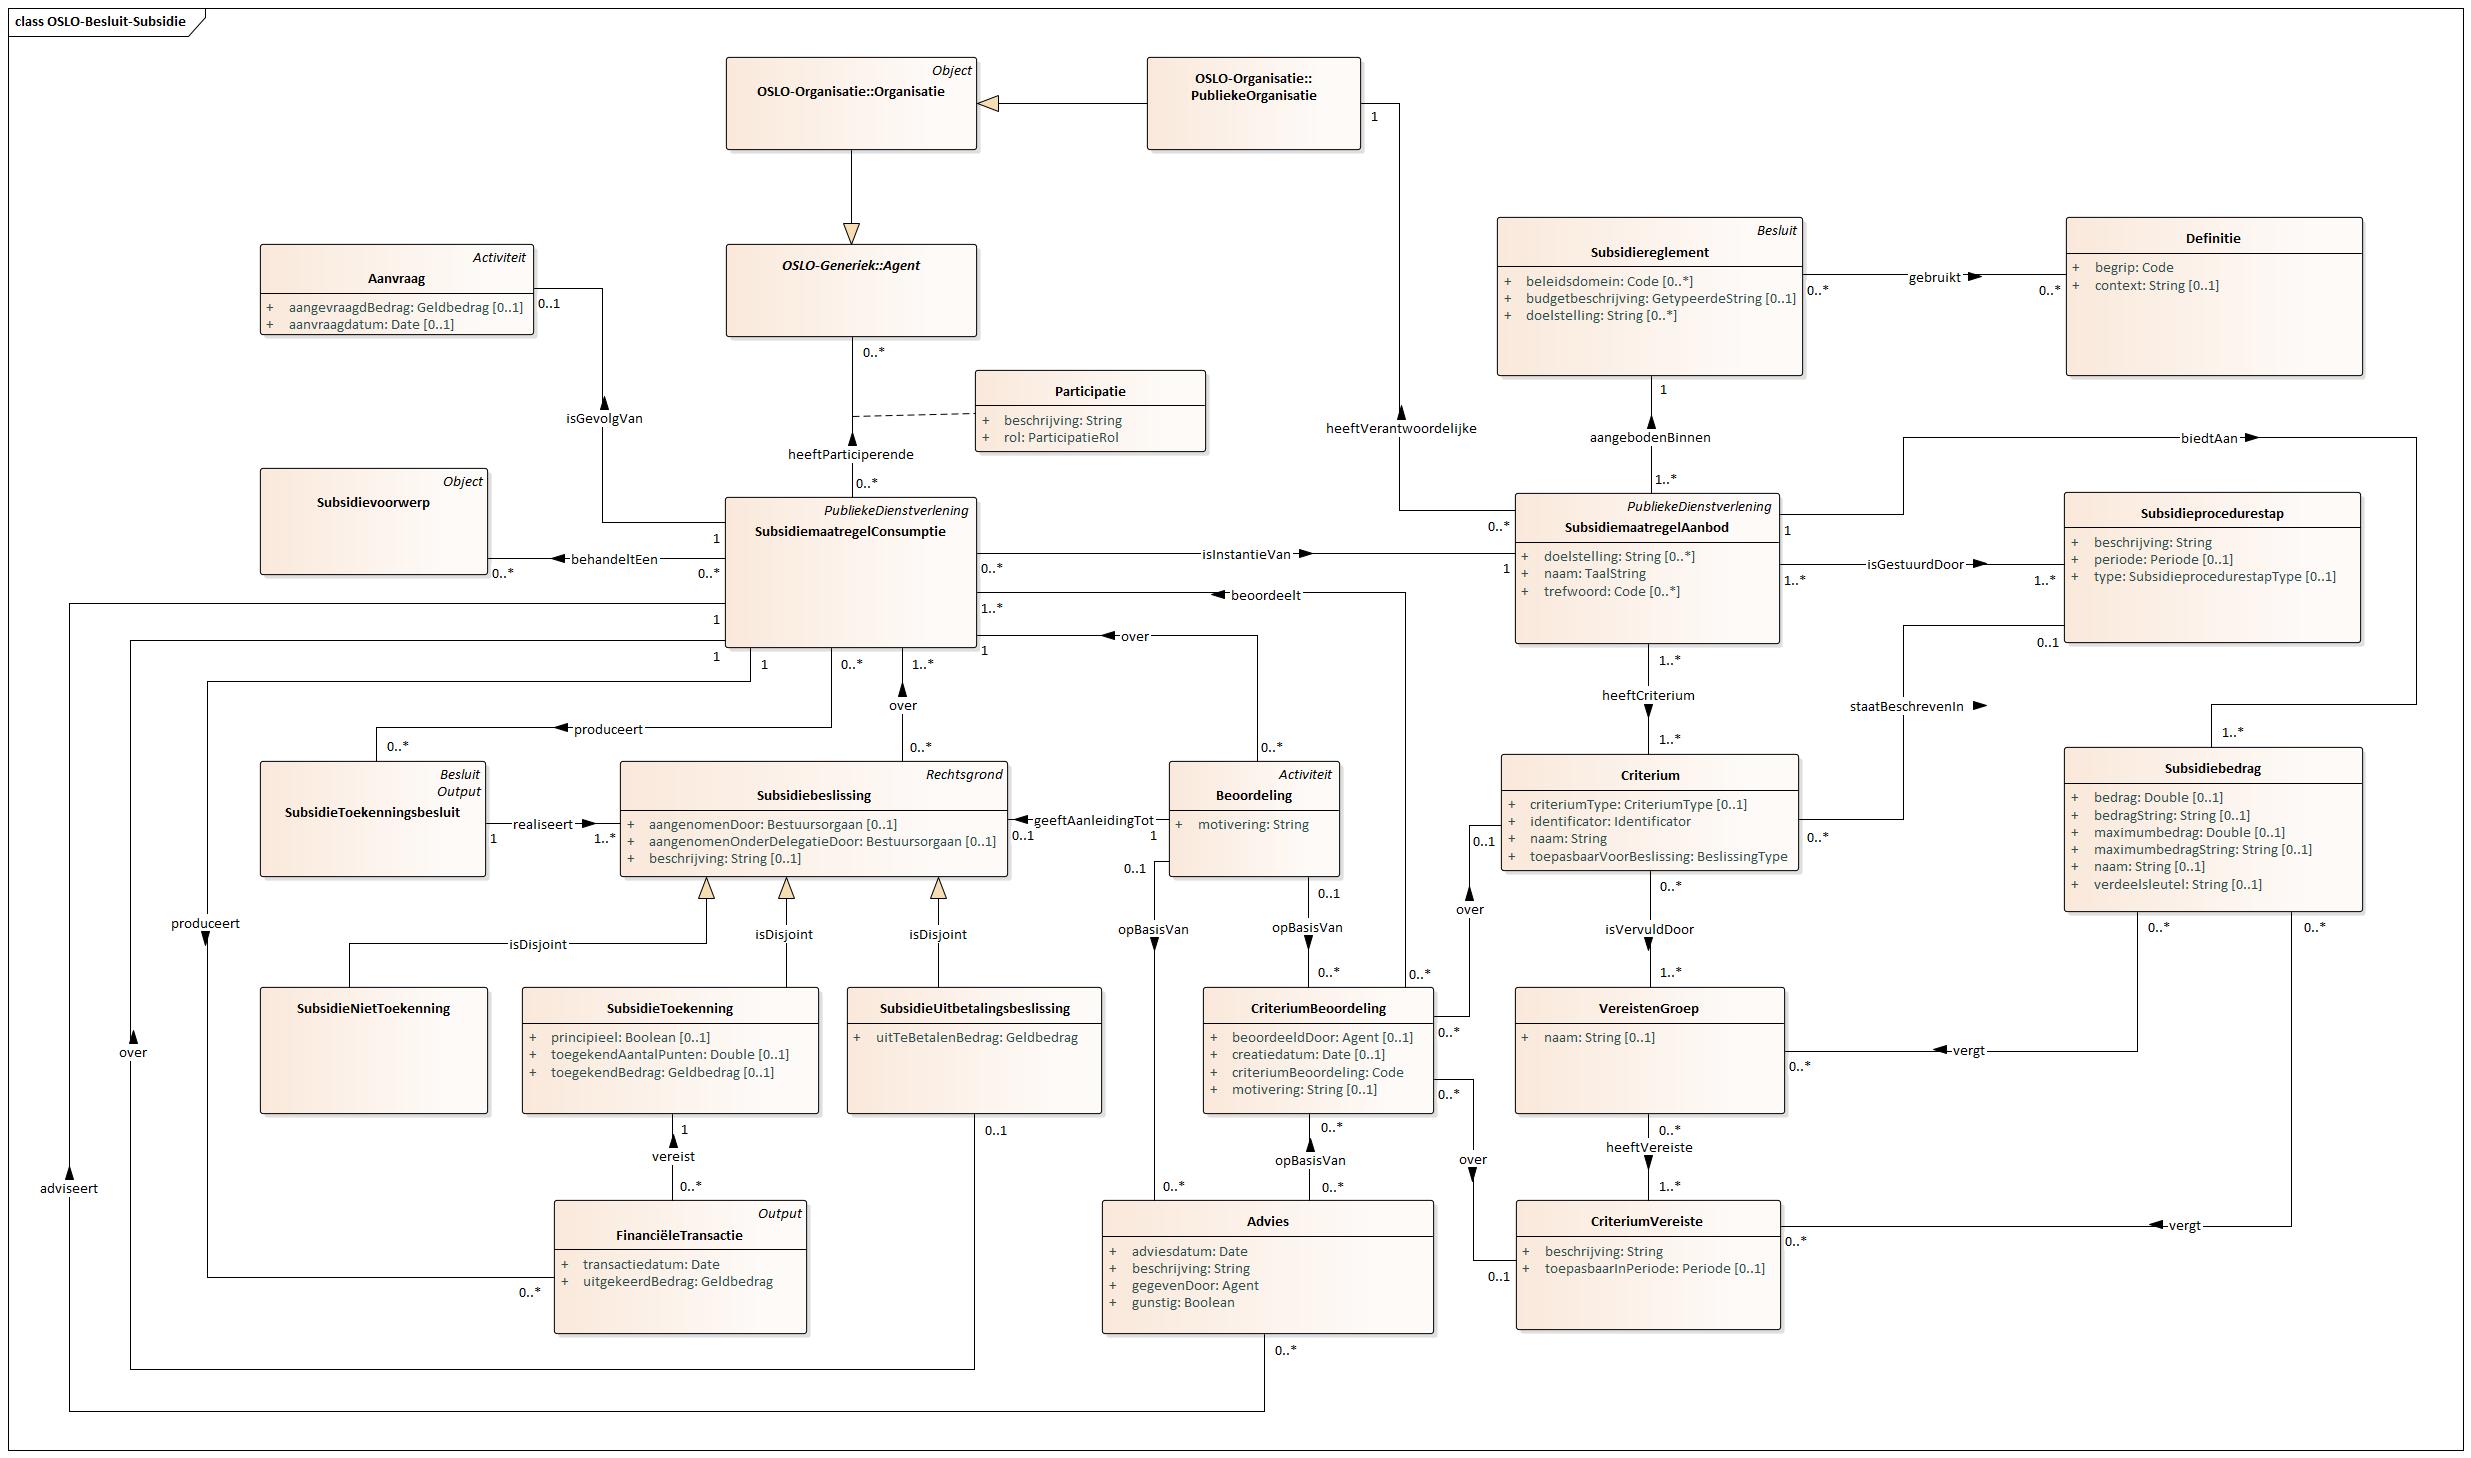 class OSLO-Besluit-Subsidie
Object
OSLO-Organisatie::Organisatie
OSLO-Organisatie::
PubliekeOrganisatie
1
OSLO-Generiek::Agent
0..*
Activiteit
Aanvraag
+ aangevraagdBedrag: Geldbedrag [0..1]
+ aanvraagdatum: Date [0..1]
0..1
isGevolgVan
Participatie
+ beschrijving: String
+ rol: ParticipatieRol
heeftParticiperende
0..*
heeftVerantwoordelijke
Besluit
Subsidiereglement
+ beleidsdomein: Code [0..*]
+ budgetbeschrijving: GetypeerdeString [0..1]
+ doelstelling: String [0..*]
0..*
gebruikt
0..*
Definitie
+ begrip: Code
+ context: String [0..1]
1
aangebodenBinnen
1..*
biedtAan
Object
Subsidievoorwerp
0..*
behandeltEen
0..*
1
PubliekeDienstverlening
SubsidiemaatregelConsumptie
0..*
isInstantieVan
1
0..*
PubliekeDienstverlening
SubsidiemaatregelAanbod
+ doelstelling: String [0..*]
+ naam: TaalString
+ trefwoord: Code [0..*]
1
1..*
isGestuurdDoor
1..*
Subsidieprocedurestap
+ beschrijving: String
+ periode: Periode [0..1]
+ type: SubsidieprocedurestapType [0..1]
0..1
1..*
beoordeelt
1
over
1
1
1
0..*
1..*
over
0..*
produceert
0..*
0..*
1..*
heeftCriterium
1..*
staatBeschrevenIn
1..*
Besluit
Output
SubsidieToekenningsbesluit
1
realiseert
1..*
Rechtsgrond
Subsidiebeslissing
+ aangenomenDoor: Bestuursorgaan [0..1]
+ aangenomenOnderDelegatieDoor: Bestuursorgaan [0..1]
+ beschrijving: String [0..1]
0..1
geeftAanleidingTot
1
Activiteit
Beoordeling
+ motivering: String
0..1
0..1
opBasisVan
opBasisVan
0..*
0..*
Criterium
+ criteriumType: CriteriumType [0..1]
+ identificator: Identificator
+ naam: String
+ toepasbaarVoorBeslissing: BeslissingType
0..1
0..*
0..*
over
isVervuldDoor
1..*
Subsidiebedrag
+ bedrag: Double [0..1]
+ bedragString: String [0..1]
+ maximumbedrag: Double [0..1]
+ maximumbedragString: String [0..1]
+ naam: String [0..1]
+ verdeelsleutel: String [0..1]
0..*
0..*
produceert
isDisjoint
isDisjoint
isDisjoint
SubsidieNietToekenning
SubsidieToekenning
+ principieel: Boolean [0..1]
+ toegekendAantalPunten: Double [0..1]
+ toegekendBedrag: Geldbedrag [0..1]
SubsidieUitbetalingsbeslissing
+ uitTeBetalenBedrag: Geldbedrag
CriteriumBeoordeling
+ beoordeeldDoor: Agent [0..1]
+ creatiedatum: Date [0..1]
+ criteriumBeoordeling: Code
+ motivering: String [0..1]
0..*
0..*
VereistenGroep
+ naam: String [0..1]
0..*
vergt
over
1
vereist
0..*
0..1
0..*
opBasisVan
0..*
0..*
over
0..1
0..*
heeftVereiste
1..*
adviseert
Output
FinanciëleTransactie
+ transactiedatum: Date
+ uitgekeerdBedrag: Geldbedrag
0..*
Advies
+ adviesdatum: Date
+ beschrijving: String
+ gegevenDoor: Agent
+ gunstig: Boolean
0..*
CriteriumVereiste
+ beschrijving: String
+ toepasbaarInPeriode: Periode [0..1]
0..*
vergt